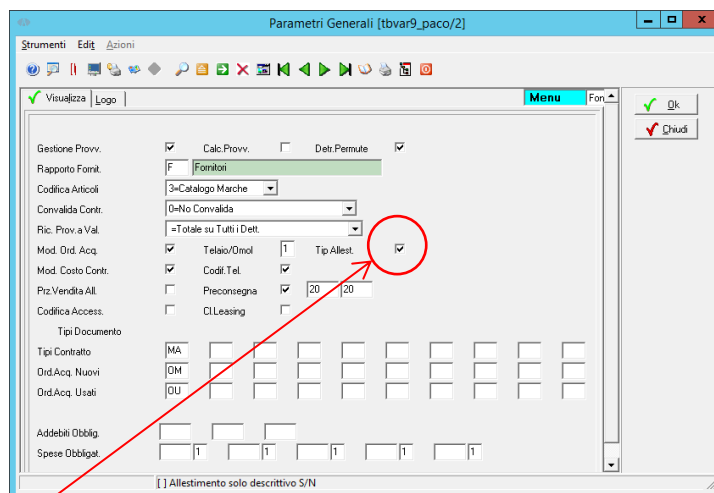 Parametri Generali [tbvar9_paco/2]
Strumenti Edit Azioni
Visualizza Logo Menu Fon
Ok
Chiudi
Gestione Provv. Calc.Provv. Detr.Permute
Rapporto Fornit. F Fornitori
Codifica Articoli 3=Catalogo Marche
Convalida Contr. 0=No Convalida
Ric. Prov.a Val. =Totale su Tutti i Dett.
Mod. Ord. Acq. Telaio/Omol 1 Tip Allest.
Mod. Costo Contr. Codif.Tel.
Prz.Vendita All. Preconsegna 20 20
Codifica Access. Cl.Leasing
Tipi Documento
Tipi Contratto MA
Ord.Acq. Nuovi OM
Ord.Acq. Usati OU
Addebiti Obblig.
Spese Obbligat. 1 1 1 1 1
[ ] Allestimento solo descrittivo S/N